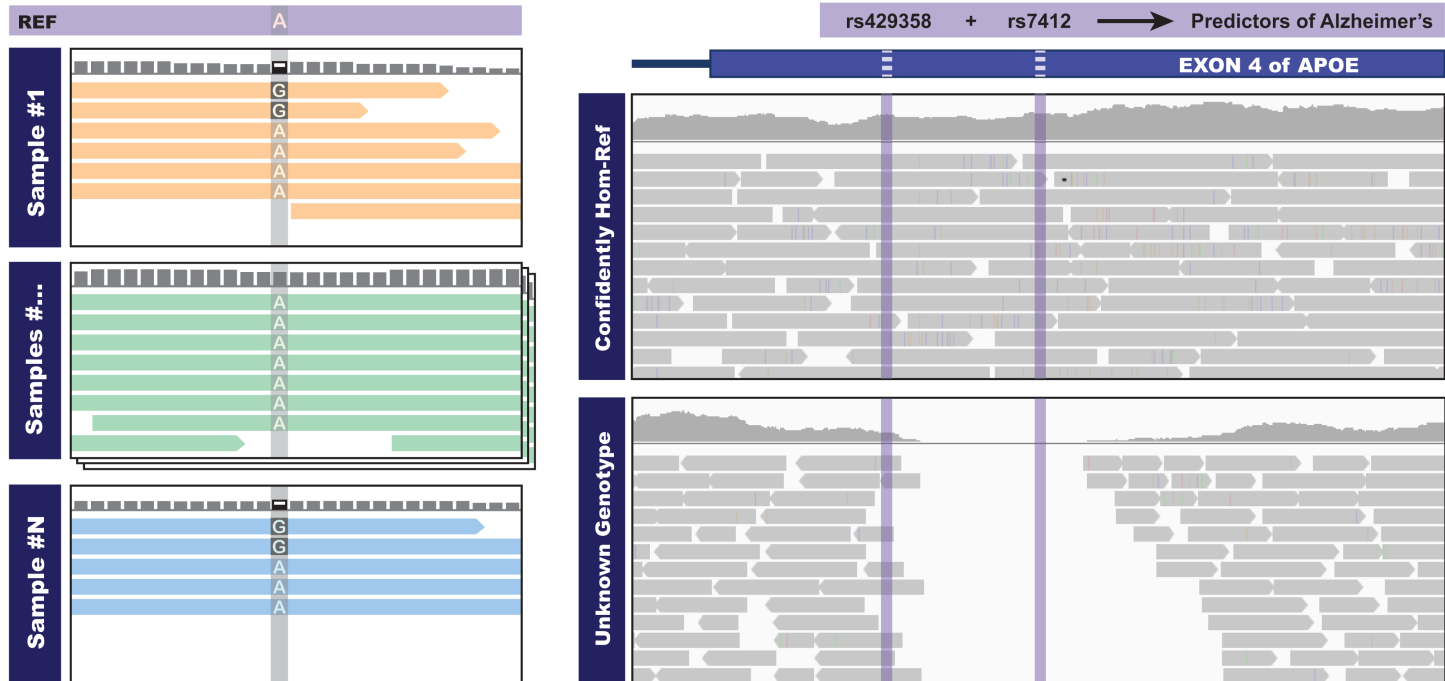 REF A
Sample #1
G
G
A
A
A
A
Samples #...
A
A
A
A
A
A
A
Sample #N
G
G
A
A
A
rs429358 + rs7412 Predictors of Alzheimer's
EXON 4 of APOE
Confidently Hom-Ref
Unknown Genotype